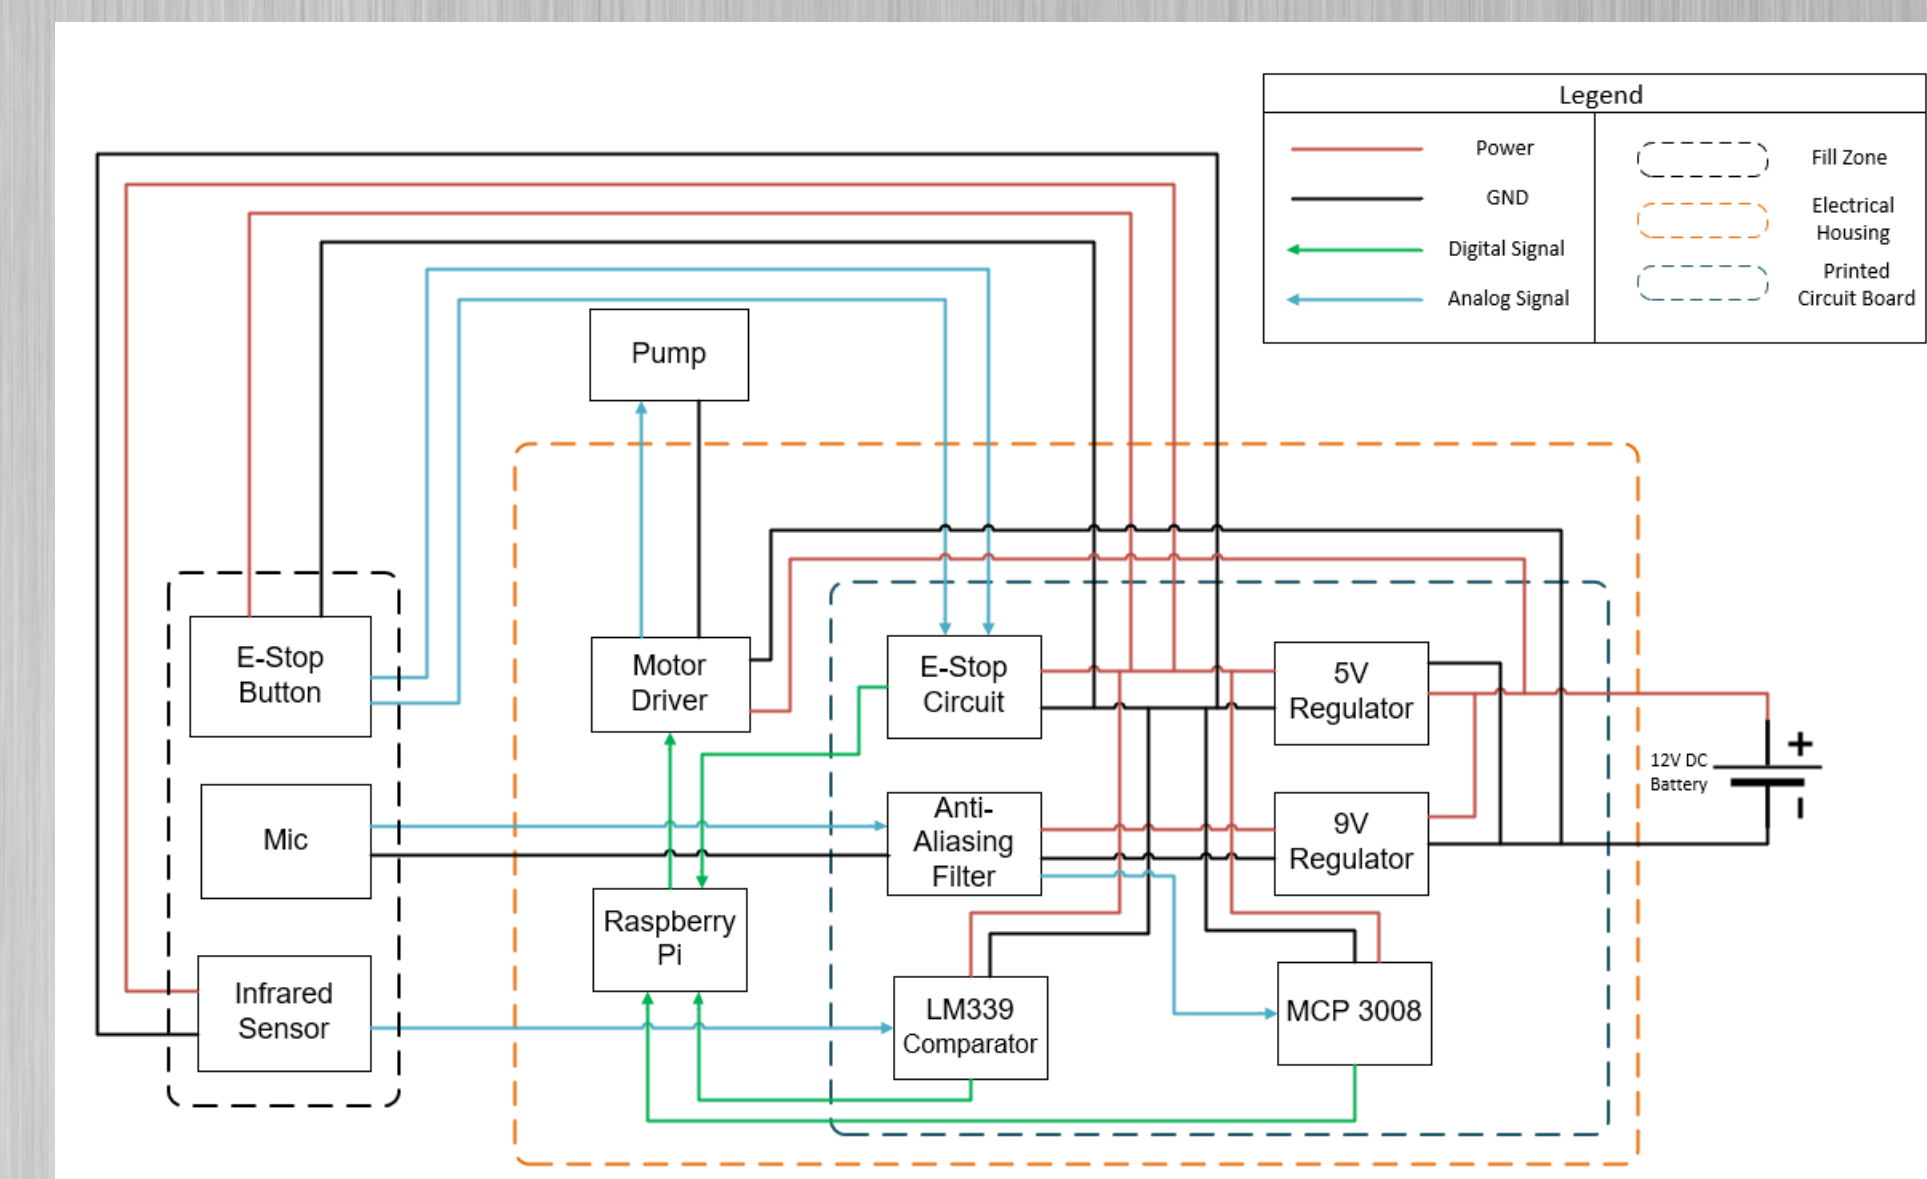 Legend
Power
GND
Digital Signal
Analog Signal
Fill Zone
Electrical
Housing
Printed
Circuit Board
Pump
E-Stop
Button
Motor
Driver
E-Stop
Circuit
5V
Regulator
12V DC
Battery
+
-
Mic
Anti-
Aliasing
Filter
9V
Regulator
Raspberry
Pi
Infrared
Sensor
LM339
Comparator
MCP 3008